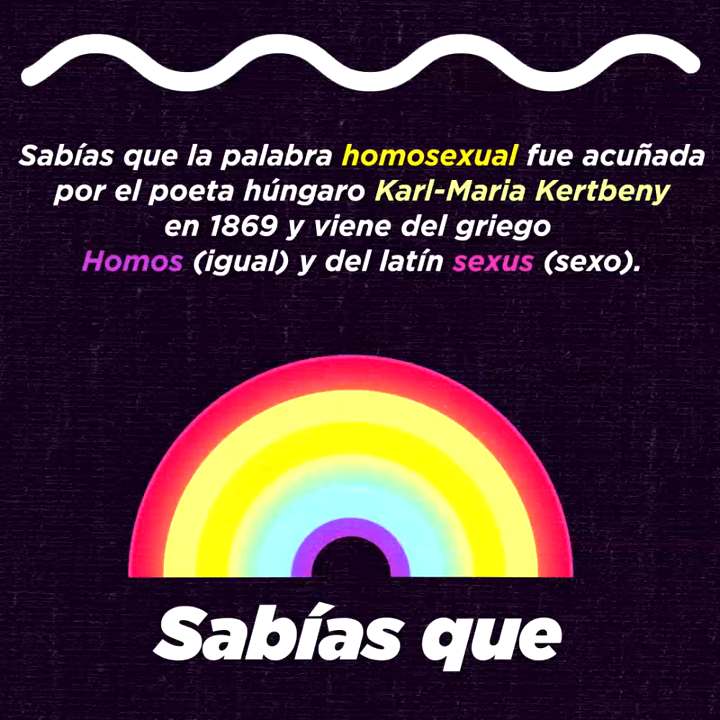 Sabías que la palabra homosexual fue acuñada
por el poeta húngaro Karl-Maria Kertbeny
en 1869 y viene del griego
Homos (igual) y del latín sexus (sexo).
Sabías que